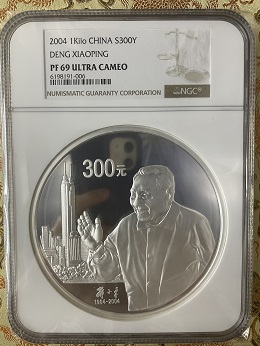 2004 1Kilo CHINA S300Y
DENG XIAOPING
PF 69 ULTRA CAMEO
6198191-006
NUMISMATIC GUARANTY CORPORATION
NGC
300元
1904-2004